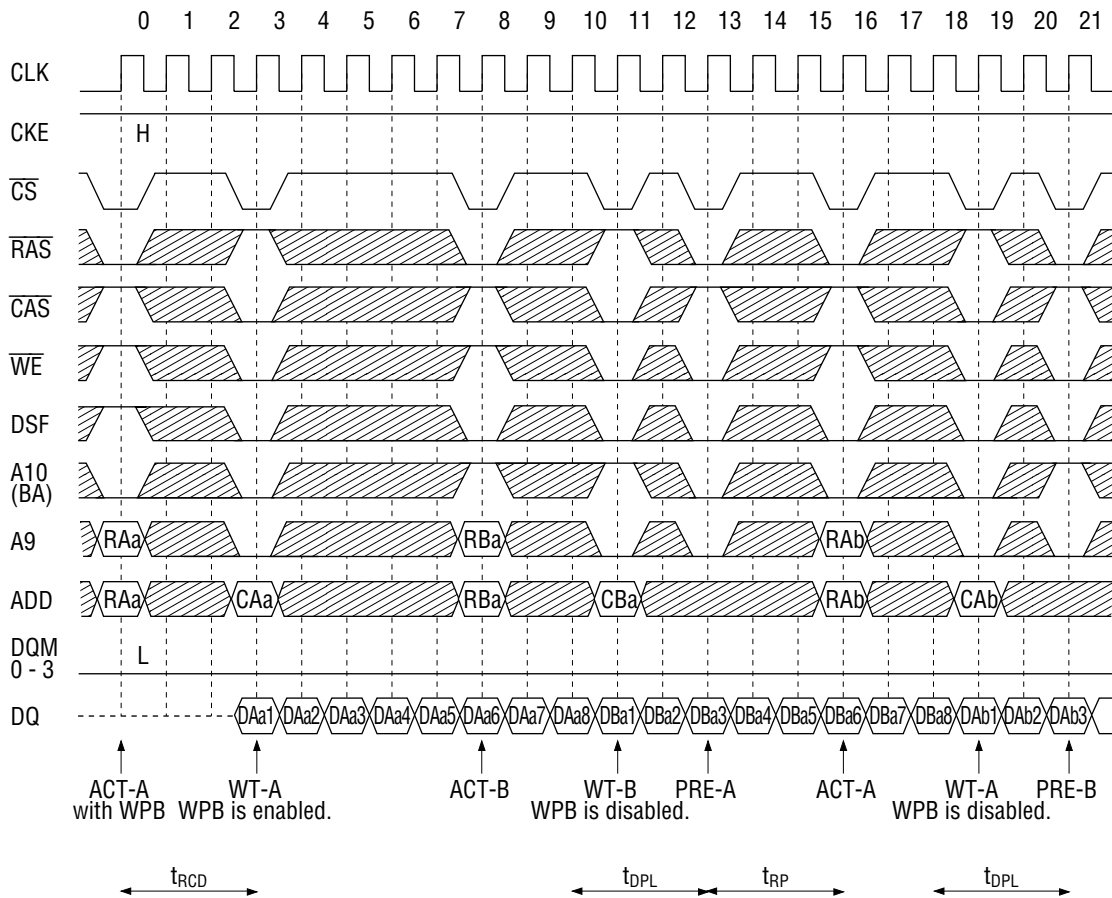 0 1 2 3 4 5 6 7 8 9 10 11 12 13 14 15 16 17 18 19 20 21
CLK
CKE H
CS
RAS
CAS
WE
DSF
A10
(BA)
A9 RAa RBa RAb
ADD RAa CAa RBa CBa RAb CAb
DQM
0 - 3 L
DQ DAa1 DAa2 DAa3 DAa4 DAa5 DAa6 DAa7 DAa8 DBa1 DBa2 DBa3 DBa4 DBa5 DBa6 DBa7 DBa8 DAb1 DAb2 DAb3
ACT-A WT-A ACT-B WT-B PRE-A ACT-A WT-A PRE-B
with WPB WPB is enabled. WPB is disabled. WPB is disabled.
tRCD tDPL tRP tDPL